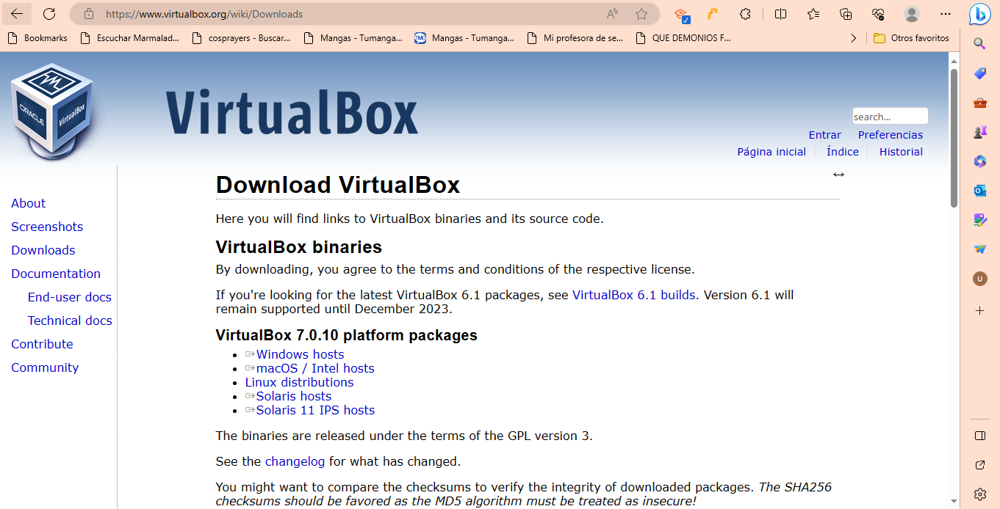 https://www.virtualbox.org/wiki/Downloads
Bookmarks
Escuchar Marmalad...
cosprayers - Buscar...
Mangas - Tumanga...
TMO
Mangas - Tumanga...
Mi profesora de se...
QUE DEMONIOS F...
Otros favoritos
ORACLE
VirtualBox
VirtualBox
search...
Entrar
Preferencias
Página inicial
Índice
Historial
About
Screenshots
Downloads
Documentation
End-user docs
Technical docs
Contribute
Community
Download VirtualBox
Here you will find links to VirtualBox binaries and its source code.
VirtualBox binaries
By downloading, you agree to the terms and conditions of the respective license.
If you're looking for the latest VirtualBox 6.1 packages, see VirtualBox 6.1 builds. Version 6.1 will
remain supported until December 2023.
VirtualBox 7.0.10 platform packages
Windows hosts
macOS / Intel hosts
Linux distributions
Solaris hosts
Solaris 11 IPS hosts
The binaries are released under the terms of the GPL version 3.
See the changelog for what has changed.
You might want to compare the checksums to verify the integrity of downloaded packages. The SHA256
checksums should be favored as the MD5 algorithm must be treated as insecure!
U